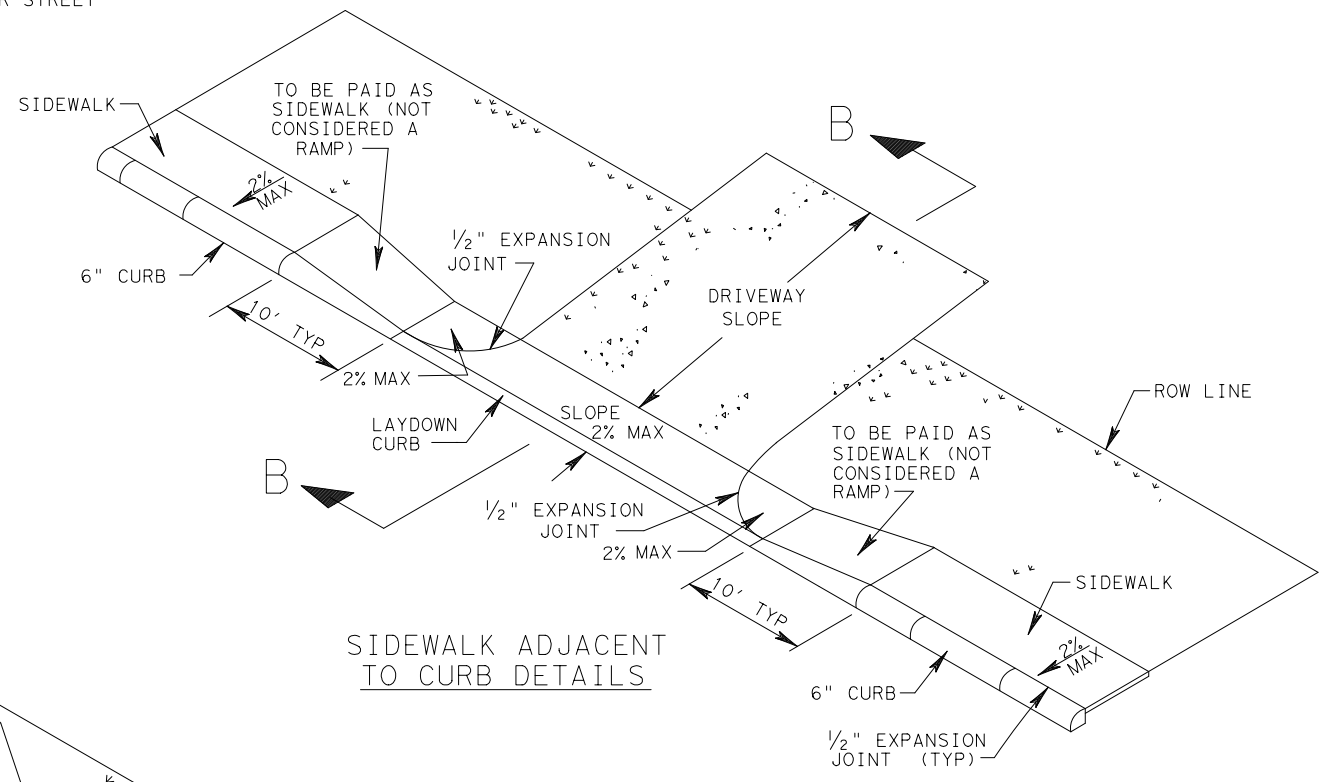 R STREET
SIDEWALK
TO BE PAID AS
SIDEWALK (NOT
CONSIDERED A
RAMP)
B
2% MAX
1/2" EXPANSION
JOINT
6" CURB
DRIVEWAY
SLOPE
10' TYP
2% MAX
ROW LINE
SLOPE
2% MAX
LAYDOWN
CURB
TO BE PAID AS
SIDEWALK (NOT
CONSIDERED A
RAMP)
B
1/2" EXPANSION
JOINT
2% MAX
SIDEWALK
10' TYP
2% MAX
SIDEWALK ADJACENT
TO CURB DETAILS
6" CURB
1/2" EXPANSION
JOINT (TYP)